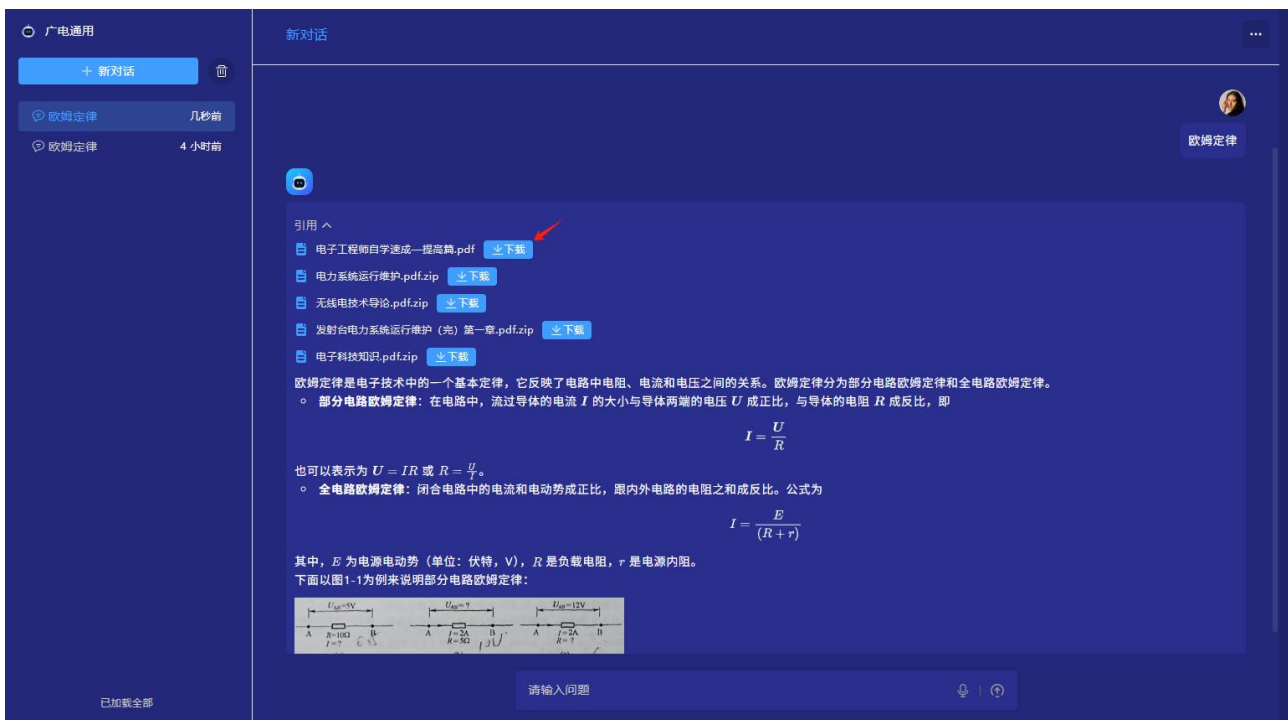 广电通用
+ 新对话
欧姆定律 几秒前
欧姆定律 4 小时前
已加载全部
新对话
...
欧姆定律
引用
电子工程师自学速成—提高篇.pdf 下载
电力系统运行维护.pdf.zip 下载
无线电技术导论.pdf.zip 下载
发射台电力系统运行维护（完）第一章.pdf.zip 下载
电子科技知识.pdf.zip 下载
欧姆定律是电子技术中的一个基本定律，它反映了电路中电阻、电流和电压之间的关系。欧姆定律分为部分电路欧姆定律和全电路欧姆定律。
部分电路欧姆定律：在电路中，流过导体的电流 I 的大小与导体两端的电压 U 成正比，与导体的电阻 R 成反比，即
I = U/R
也可以表示为 U = IR 或 R = U/I。
全电路欧姆定律：闭合电路中的电流和电动势成正比，跟内外电路的电阻之和成反比。公式为
I = E/(R + r)
其中，E 为电源电动势（单位：伏特，V），R 是负载电阻，r 是电源内阻。
下面以图1-1为例来说明部分电路欧姆定律：
U_AB=5V U_AB=? U_AB=12V
A R=10Ω B A I=2A B A I=2A B
I=? R=5Ω R=?
请输入问题